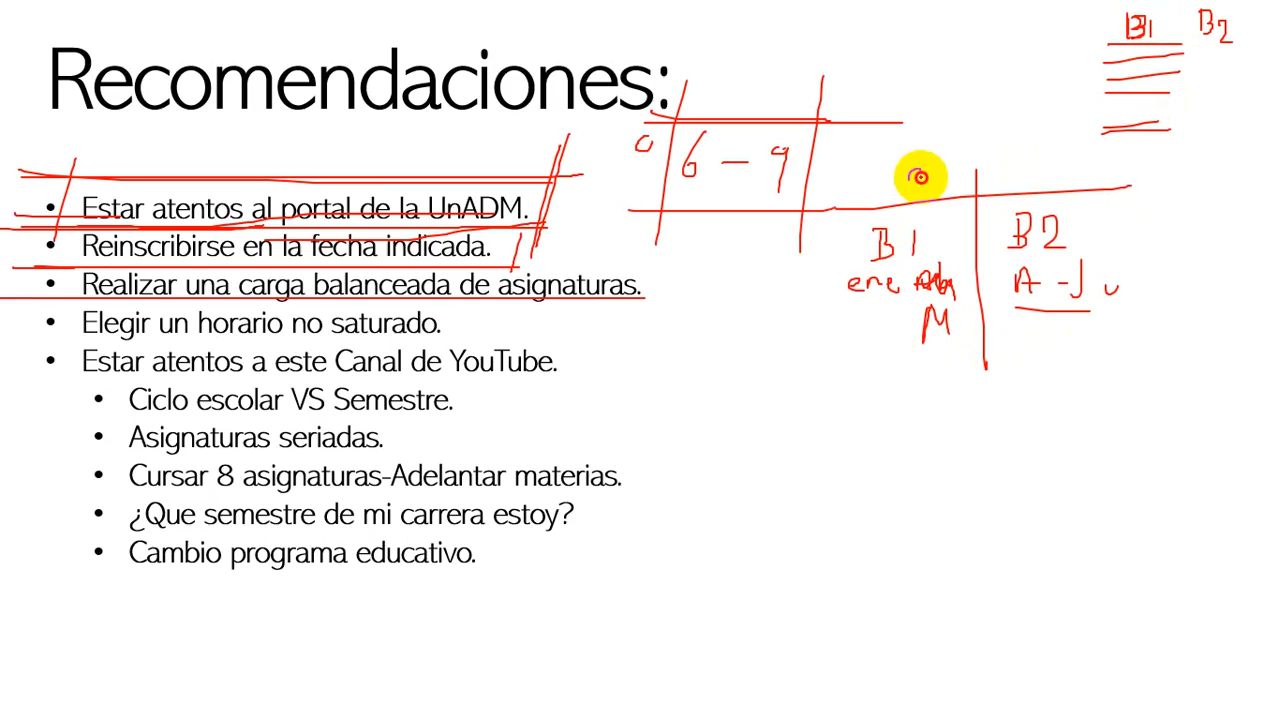 Recomendaciones:
B1 B2
0 6 - 9
• Estar atentos al portal de la UnADM.
• Reinscribirse en la fecha indicada.
• Realizar una carga balanceada de asignaturas.
• Elegir un horario no saturado.
• Estar atentos a este Canal de YouTube.
• Ciclo escolar VS Semestre.
• Asignaturas seriadas.
• Cursar 8 asignaturas-Adelantar materias.
• ¿Que semestre de mi carrera estoy?
• Cambio programa educativo.
B1 B2
ene A - J
M